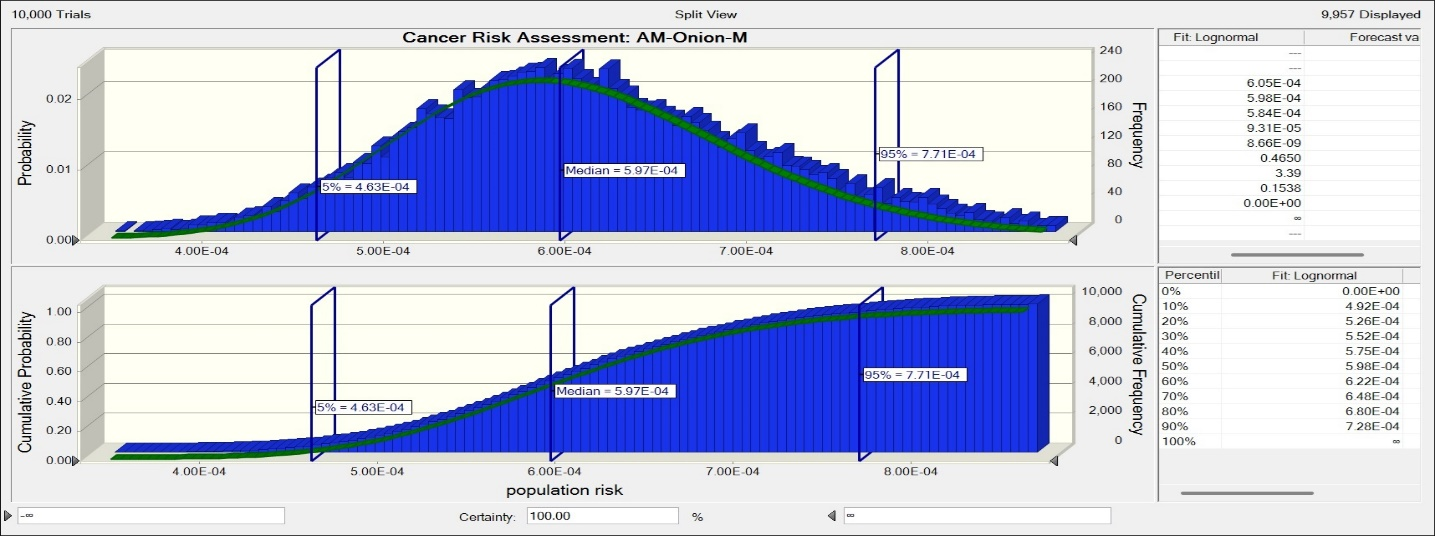 10,000 Trials Split View 9,957 Displayed
Cancer Risk Assessment: AM-Onion-M
Probability
0.02
0.01
0.00
5% = 4.63E-04
Median = 5.97E-04
95% = 7.71E-04
240
200
160
120
80
40
0
Frequency
4.00E-04 5.00E-04 6.00E-04 7.00E-04 8.00E-04
Fit: Lognormal Forecast va
---
---
6.05E-04
5.98E-04
5.84E-04
9.31E-05
8.66E-09
0.4650
3.39
0.1538
0.00E+00
∞
---
Cumulative Probability
1.00
0.80
0.60
0.40
0.20
0.00
5% = 4.63E-04
Median = 5.97E-04
95% = 7.71E-04
10,000
8,000
6,000
4,000
2,000
0
Cumulative Frequency
4.00E-04 5.00E-04 6.00E-04 7.00E-04 8.00E-04
population risk
Percentil Fit: Lognormal
0% 0.00E+00
10% 4.92E-04
20% 5.26E-04
30% 5.52E-04
40% 5.75E-04
50% 5.98E-04
60% 6.22E-04
70% 6.48E-04
80% 6.80E-04
90% 7.28E-04
100% ∞
-∞ Certainty: 100.00 % ∞